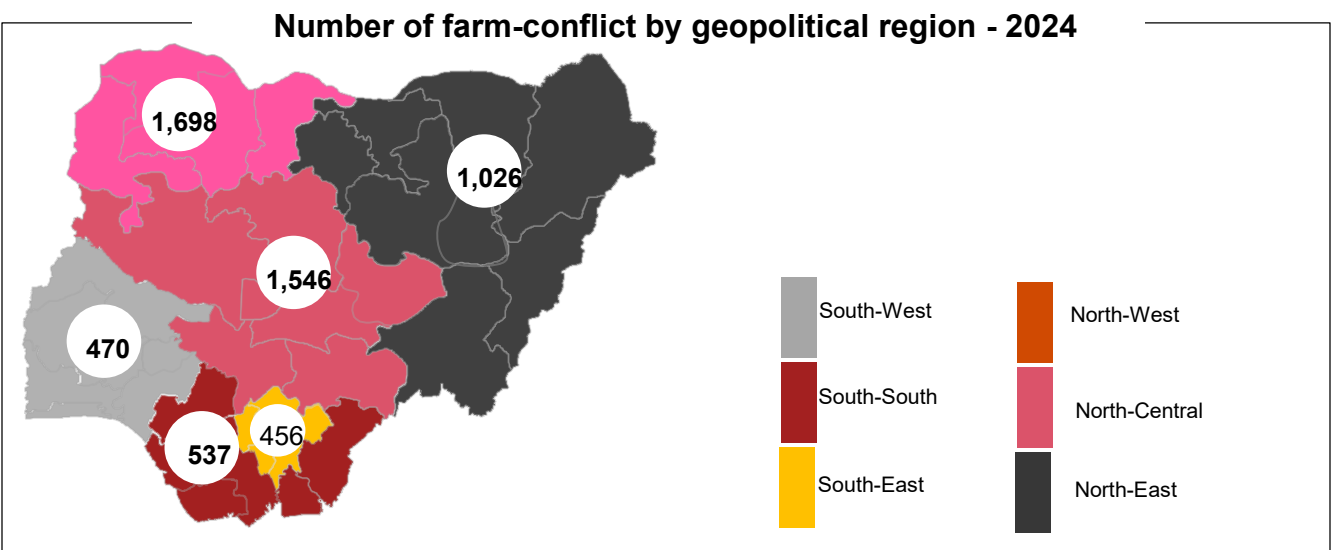 Number of farm-conflict by geopolitical region - 2024
1,698
1,026
1,546
470
537
456
South-West
North-West
South-South
North-Central
South-East
North-East